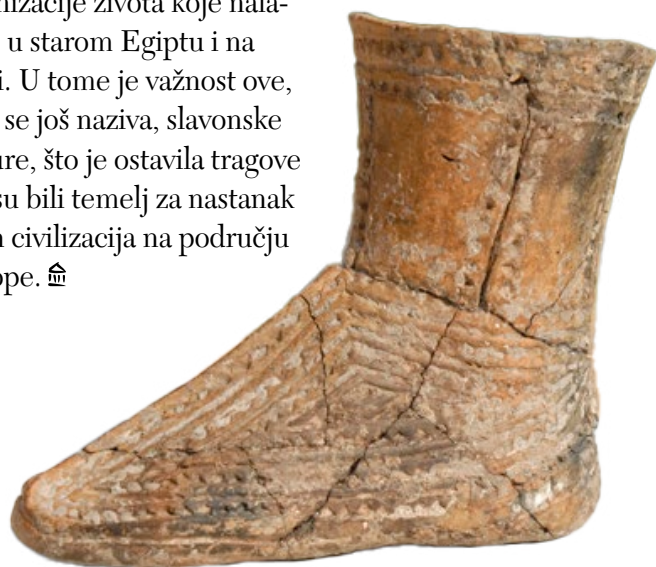 nizacije života koje nala-
u starom Egiptu i na
i. U tome je važnost ove,
se još naziva, slavonske
ure, što je ostavila tragove
su bili temelj za nastanak
civilizacija na području
ope.